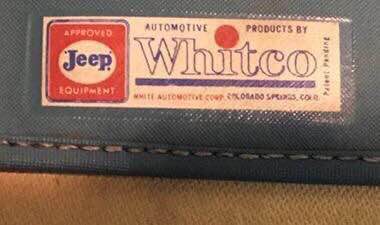 APPROVED
Jeep
EQUIPMENT
AUTOMOTIVE PRODUCTS BY
Whitco
WHITE AUTOMOTIVE CORP. COLORADO SPRINGS, COLO.
Patent Pending